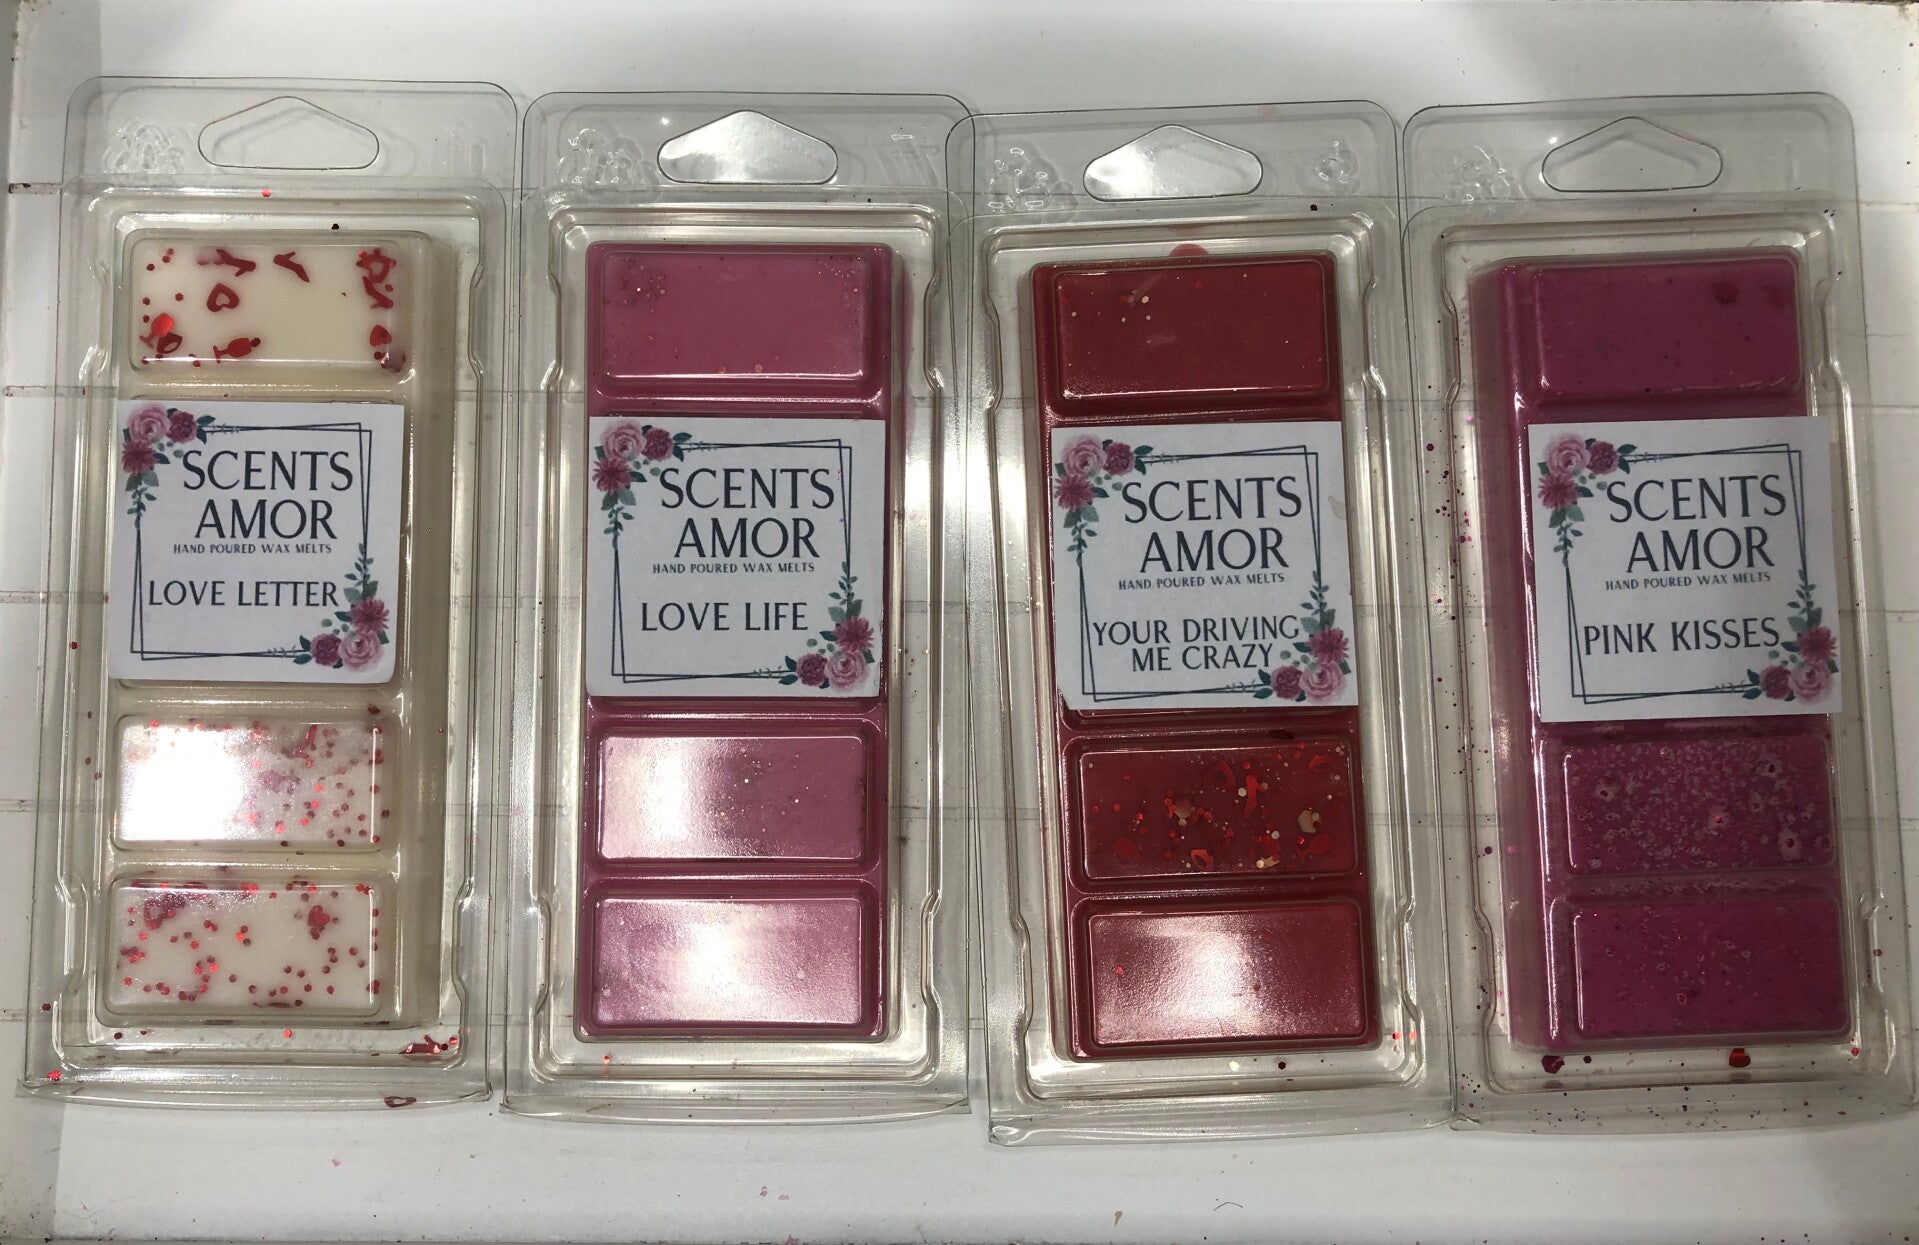 SCENTS
AMOR
HAND POURED WAX MELTS
LOVE LETTER
SCENTS
AMOR
HAND POURED WAX MELTS
LOVE LIFE
SCENTS
AMOR
HAND POURED WAX MELTS
YOUR DRIVING
ME CRAZY
SCENTS
AMOR
HAND POURED WAX MELTS
PINK KISSES